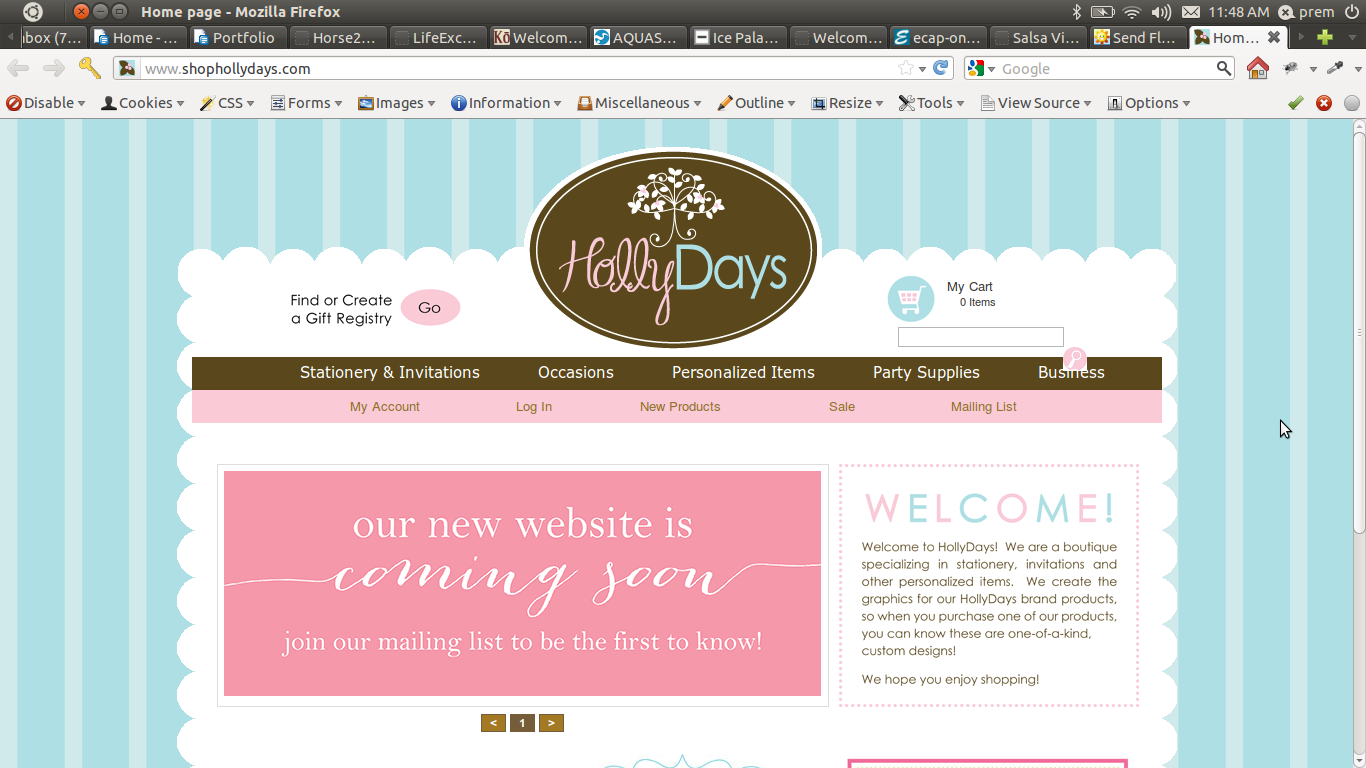 Home page - Mozilla Firefox
11:48 AM prem
nbox (7... Home - ... Portfolio Horse2... LifeExc... Welcom... AQUAS... Ice Pala... Welcom... ecap-on... Salsa Vi... Send Fl... Hom...
www.shophollydays.com
Google
Disable Cookies CSS Forms Images Information Miscellaneous Outline Resize Tools View Source Options
HollyDays
Find or Create
a Gift Registry
Go
My Cart
0 Items
Stationery & Invitations Occasions Personalized Items Party Supplies Business
My Account Log In New Products Sale Mailing List
our new website is
coming soon
join our mailing list to be the first to know!
< 1 >
WELCOME!
Welcome to HollyDays! We are a boutique
specializing in stationery, invitations and
other personalized items. We create the
graphics for our HollyDays brand products,
so when you purchase one of our products,
you can know these are one-of-a-kind,
custom designs!
We hope you enjoy shopping!